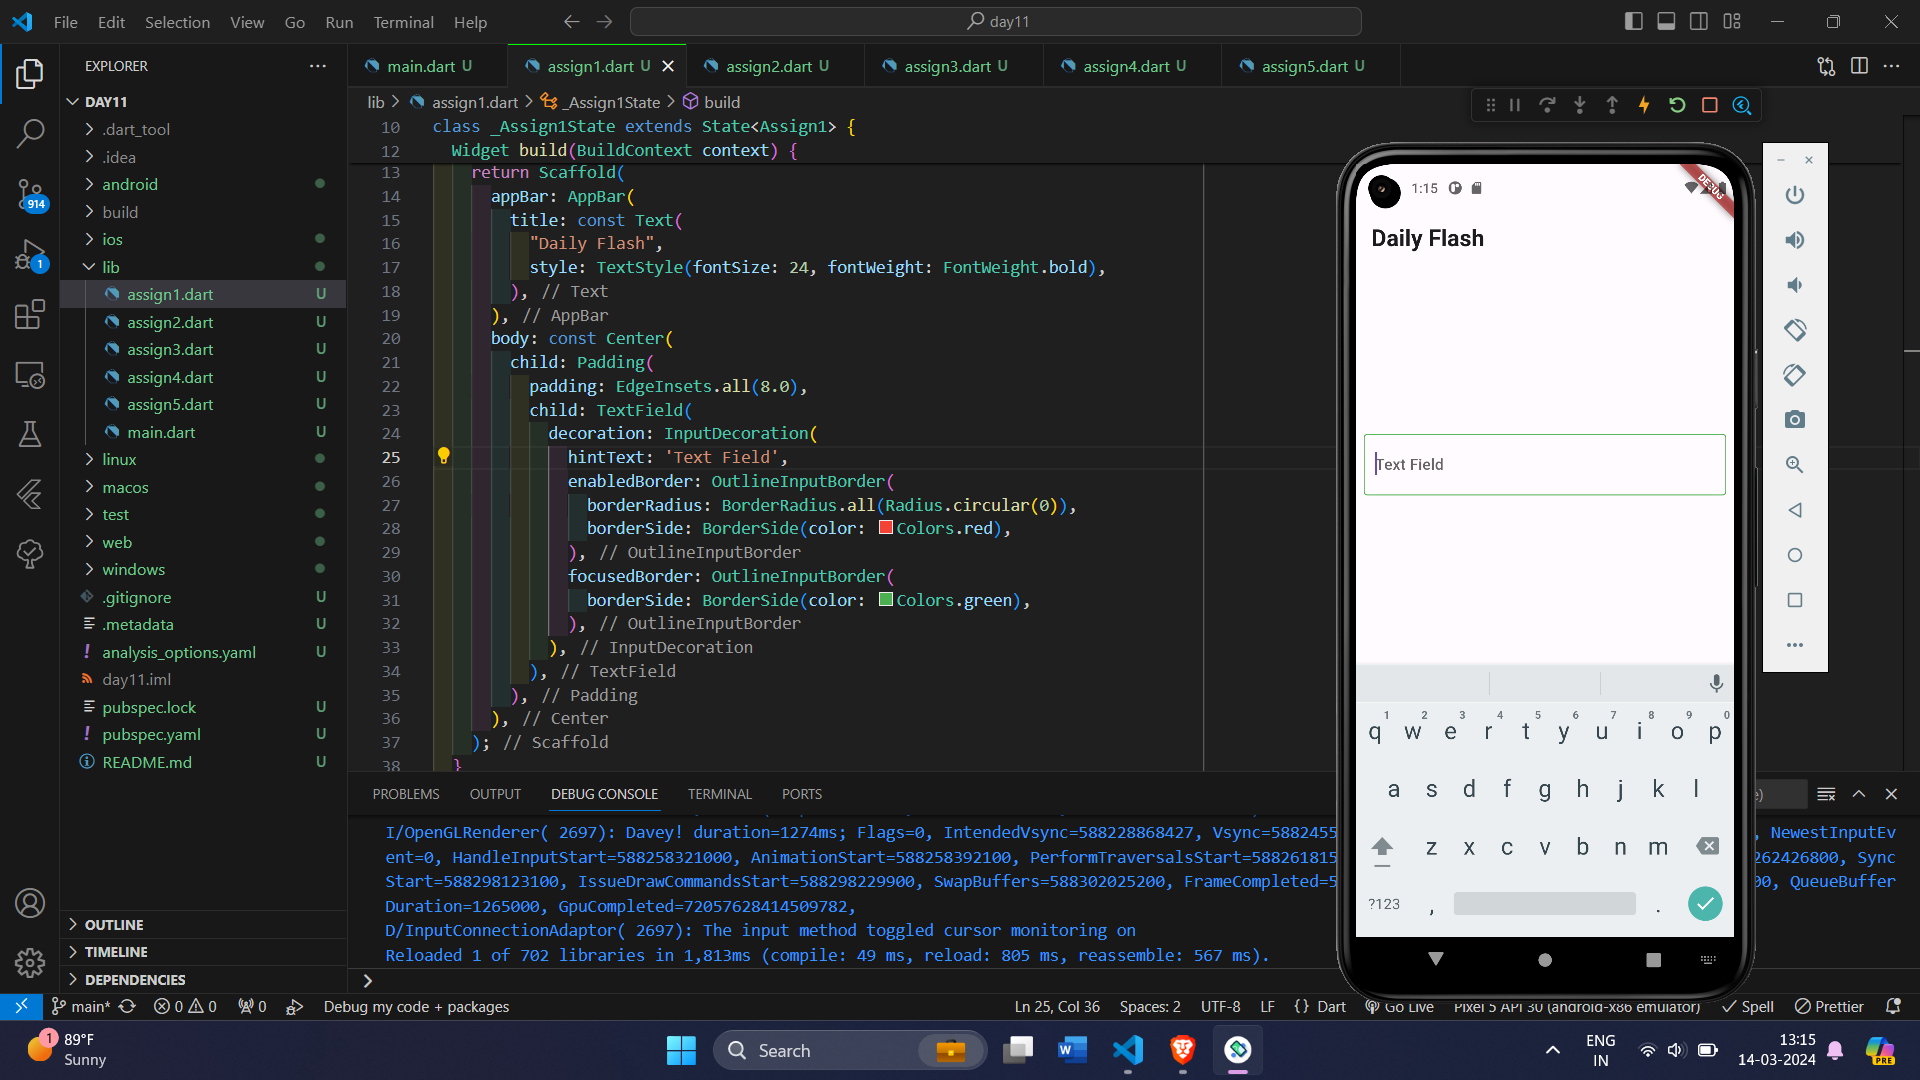 File Edit Selection View Go Run Terminal Help
day11
EXPLORER
main.dart U
assign1.dart U
assign2.dart U
assign3.dart U
assign4.dart U
assign5.dart U
DAY11
.dart_tool
.idea
android
build
ios
lib
assign1.dart U
assign2.dart U
assign3.dart U
assign4.dart U
assign5.dart U
main.dart U
linux
macos
test
web
windows
.gitignore U
.metadata U
analysis_options.yaml U
day11.iml
pubspec.lock U
pubspec.yaml U
README.md U
OUTLINE
TIMELINE
DEPENDENCIES
914
1
lib > assign1.dart > _Assign1State > build
10 class _Assign1State extends State<Assign1> {
12 Widget build(BuildContext context) {
13 return Scaffold(
14 appBar: AppBar(
15 title: const Text(
16 "Daily Flash",
17 style: TextStyle(fontSize: 24, fontWeight: FontWeight.bold),
18 ), // Text
19 ), // AppBar
20 body: const Center(
21 child: Padding(
22 padding: EdgeInsets.all(8.0),
23 child: TextField(
24 decoration: InputDecoration(
25 hintText: 'Text Field',
26 enabledBorder: OutlineInputBorder(
27 borderRadius: BorderRadius.all(Radius.circular(0)),
28 borderSide: BorderSide(color: Colors.red),
29 ), // OutlineInputBorder
30 focusedBorder: OutlineInputBorder(
31 borderSide: BorderSide(color: Colors.green),
32 ), // OutlineInputBorder
33 ), // InputDecoration
34 ), // TextField
35 ), // Padding
36 ), // Center
37 ); // Scaffold
38 }
PROBLEMS OUTPUT DEBUG CONSOLE TERMINAL PORTS
I/OpenGLRenderer( 2697): Davey! duration=1274ms; Flags=0, IntendedVsync=588228868427, Vsync=5882455 , NewestInputEv
ent=0, HandleInputStart=588258321000, AnimationStart=588258392100, PerformTraversalsStart=588261815 262426800, Sync
Start=588298123100, IssueDrawCommandsStart=588298229900, SwapBuffers=588302025200, FrameCompleted=5 00, QueueBuffer
Duration=1265000, GpuCompleted=72057628414509782,
D/InputConnectionAdaptor( 2697): The input method toggled cursor monitoring on
Reloaded 1 of 702 libraries in 1,813ms (compile: 49 ms, reload: 805 ms, reassemble: 567 ms).
1:15
DEBUG
Daily Flash
Text Field
1 2 3 4 5 6 7 8 9 0
q w e r t y u i o p
a s d f g h j k l
z x c v b n m
?123 , .
main* 0 0 0 Debug my code + packages
Ln 25, Col 36 Spaces: 2 UTF-8 LF {} Dart Go Live Pixel 5 API 30 (android-x86 emulator) Spell Prettier
1
89°F
Sunny
Search
ENG
IN
13:15
14-03-2024
PRE